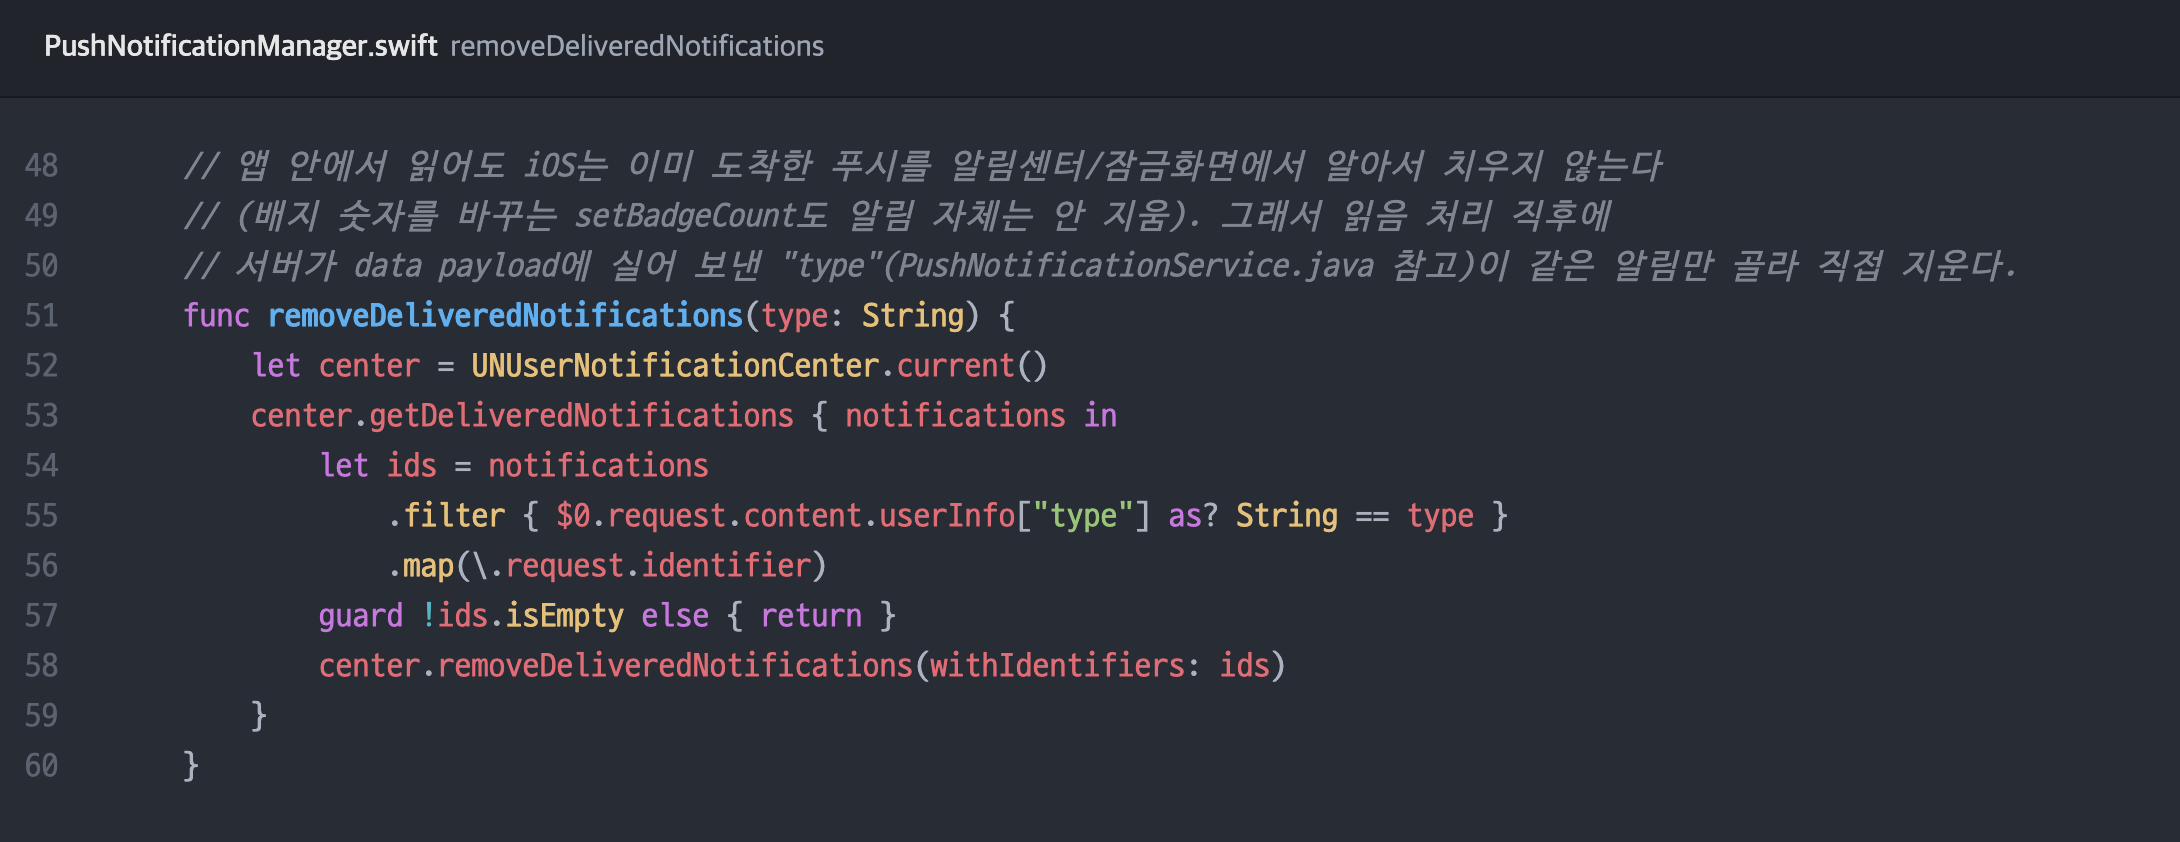 PushNotificationManager.swift removeDeliveredNotifications
48 // 앱 안에서 읽어도 iOS는 이미 도착한 푸시를 알림센터/잠금화면에서 알아서 치우지 않는다
49 // (배지 숫자를 바꾸는 setBadgeCount도 알림 자체는 안 지움). 그래서 읽음 처리 직후에
50 // 서버가 data payload에 실어 보낸 "type"(PushNotificationService.java 참고)이 같은 알림만 골라 직접 지운다.
51 func removeDeliveredNotifications(type: String) {
52 let center = UNUserNotificationCenter.current()
53 center.getDeliveredNotifications { notifications in
54 let ids = notifications
55 .filter { $0.request.content.userInfo["type"] as? String == type }
56 .map(\.request.identifier)
57 guard !ids.isEmpty else { return }
58 center.removeDeliveredNotifications(withIdentifiers: ids)
59 }
60 }